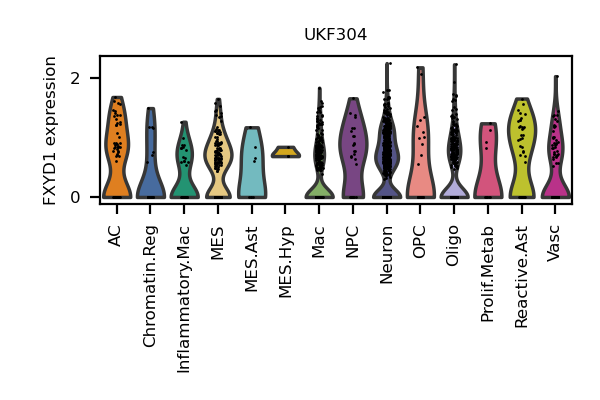 UKF304
FXYD1 expression
2
0
AC
Chromatin.Reg
Inflammatory.Mac
MES
MES.Ast
MES.Hyp
Mac
NPC
Neuron
OPC
Oligo
Prolif.Metab
Reactive.Ast
Vasc